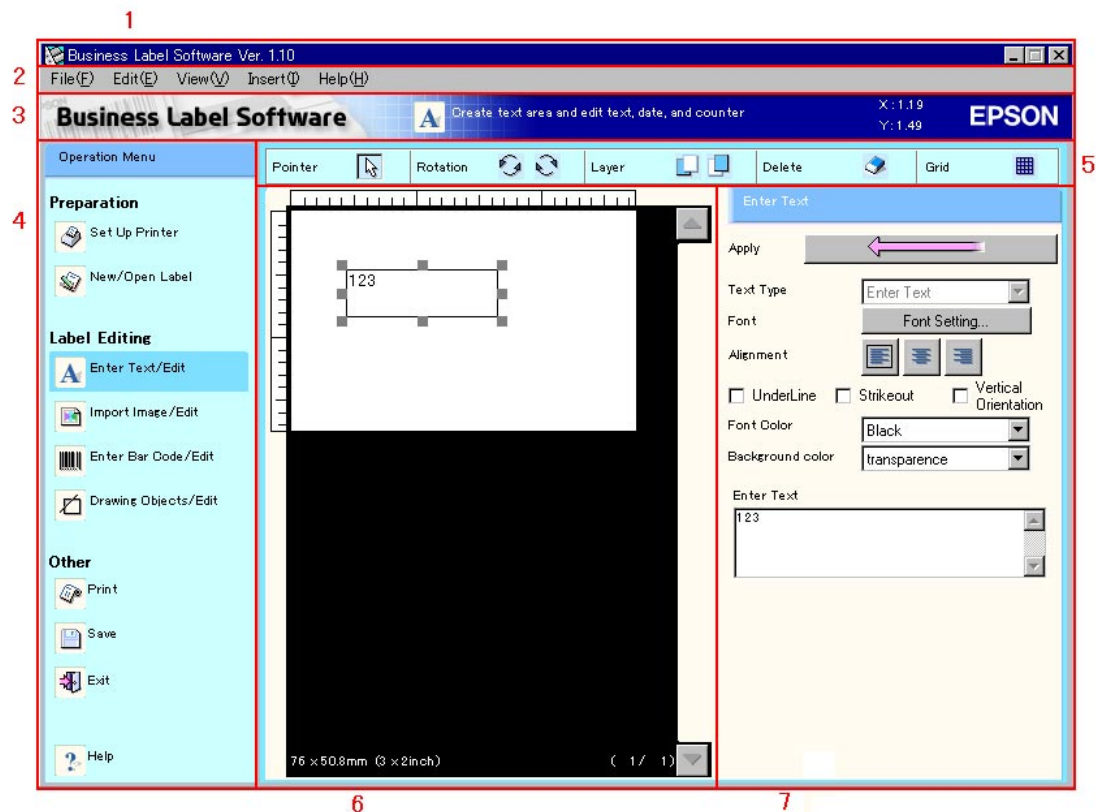 1
Business Label Software Ver. 1.10
2
File(F) Edit(E) View(V) Insert(I) Help(H)
3
Business Label Software
Create text area and edit text, date, and counter
X : 1.19
Y : 1.49
EPSON
Operation Menu
Pointer Rotation Layer Delete Grid
5
4
Preparation
Set Up Printer
New/Open Label
Label Editing
Enter Text/Edit
Import Image/Edit
Enter Bar Code/Edit
Drawing Objects/Edit
Other
Print
Save
Exit
Help
123
76 x50.8mm (3 x2inch) ( 1/ 1)
Enter Text
Apply
Text Type Enter Text
Font Font Setting...
Alignment
UnderLine Strikeout Vertical Orientation
Font Color Black
Background color transparence
Enter Text
123
6
7